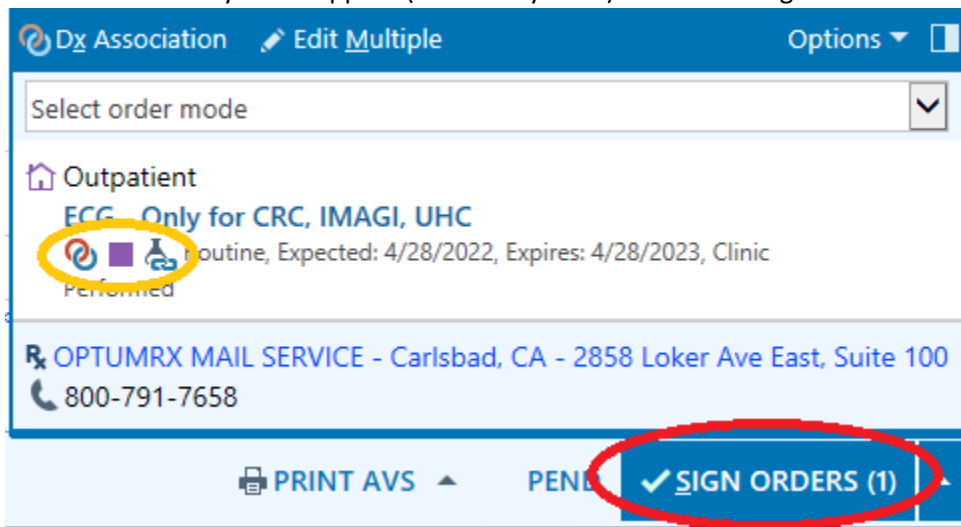 Dx Association Edit Multiple Options
Select order mode
Outpatient
ECG - Only for CRC, IMAGI, UHC
Routine, Expected: 4/28/2022, Expires: 4/28/2023, Clinic
Performed
OPTUMRX MAIL SERVICE - Carlsbad, CA - 2858 Loker Ave East, Suite 100
800-791-7658
PRINT AVS PEND SIGN ORDERS (1)